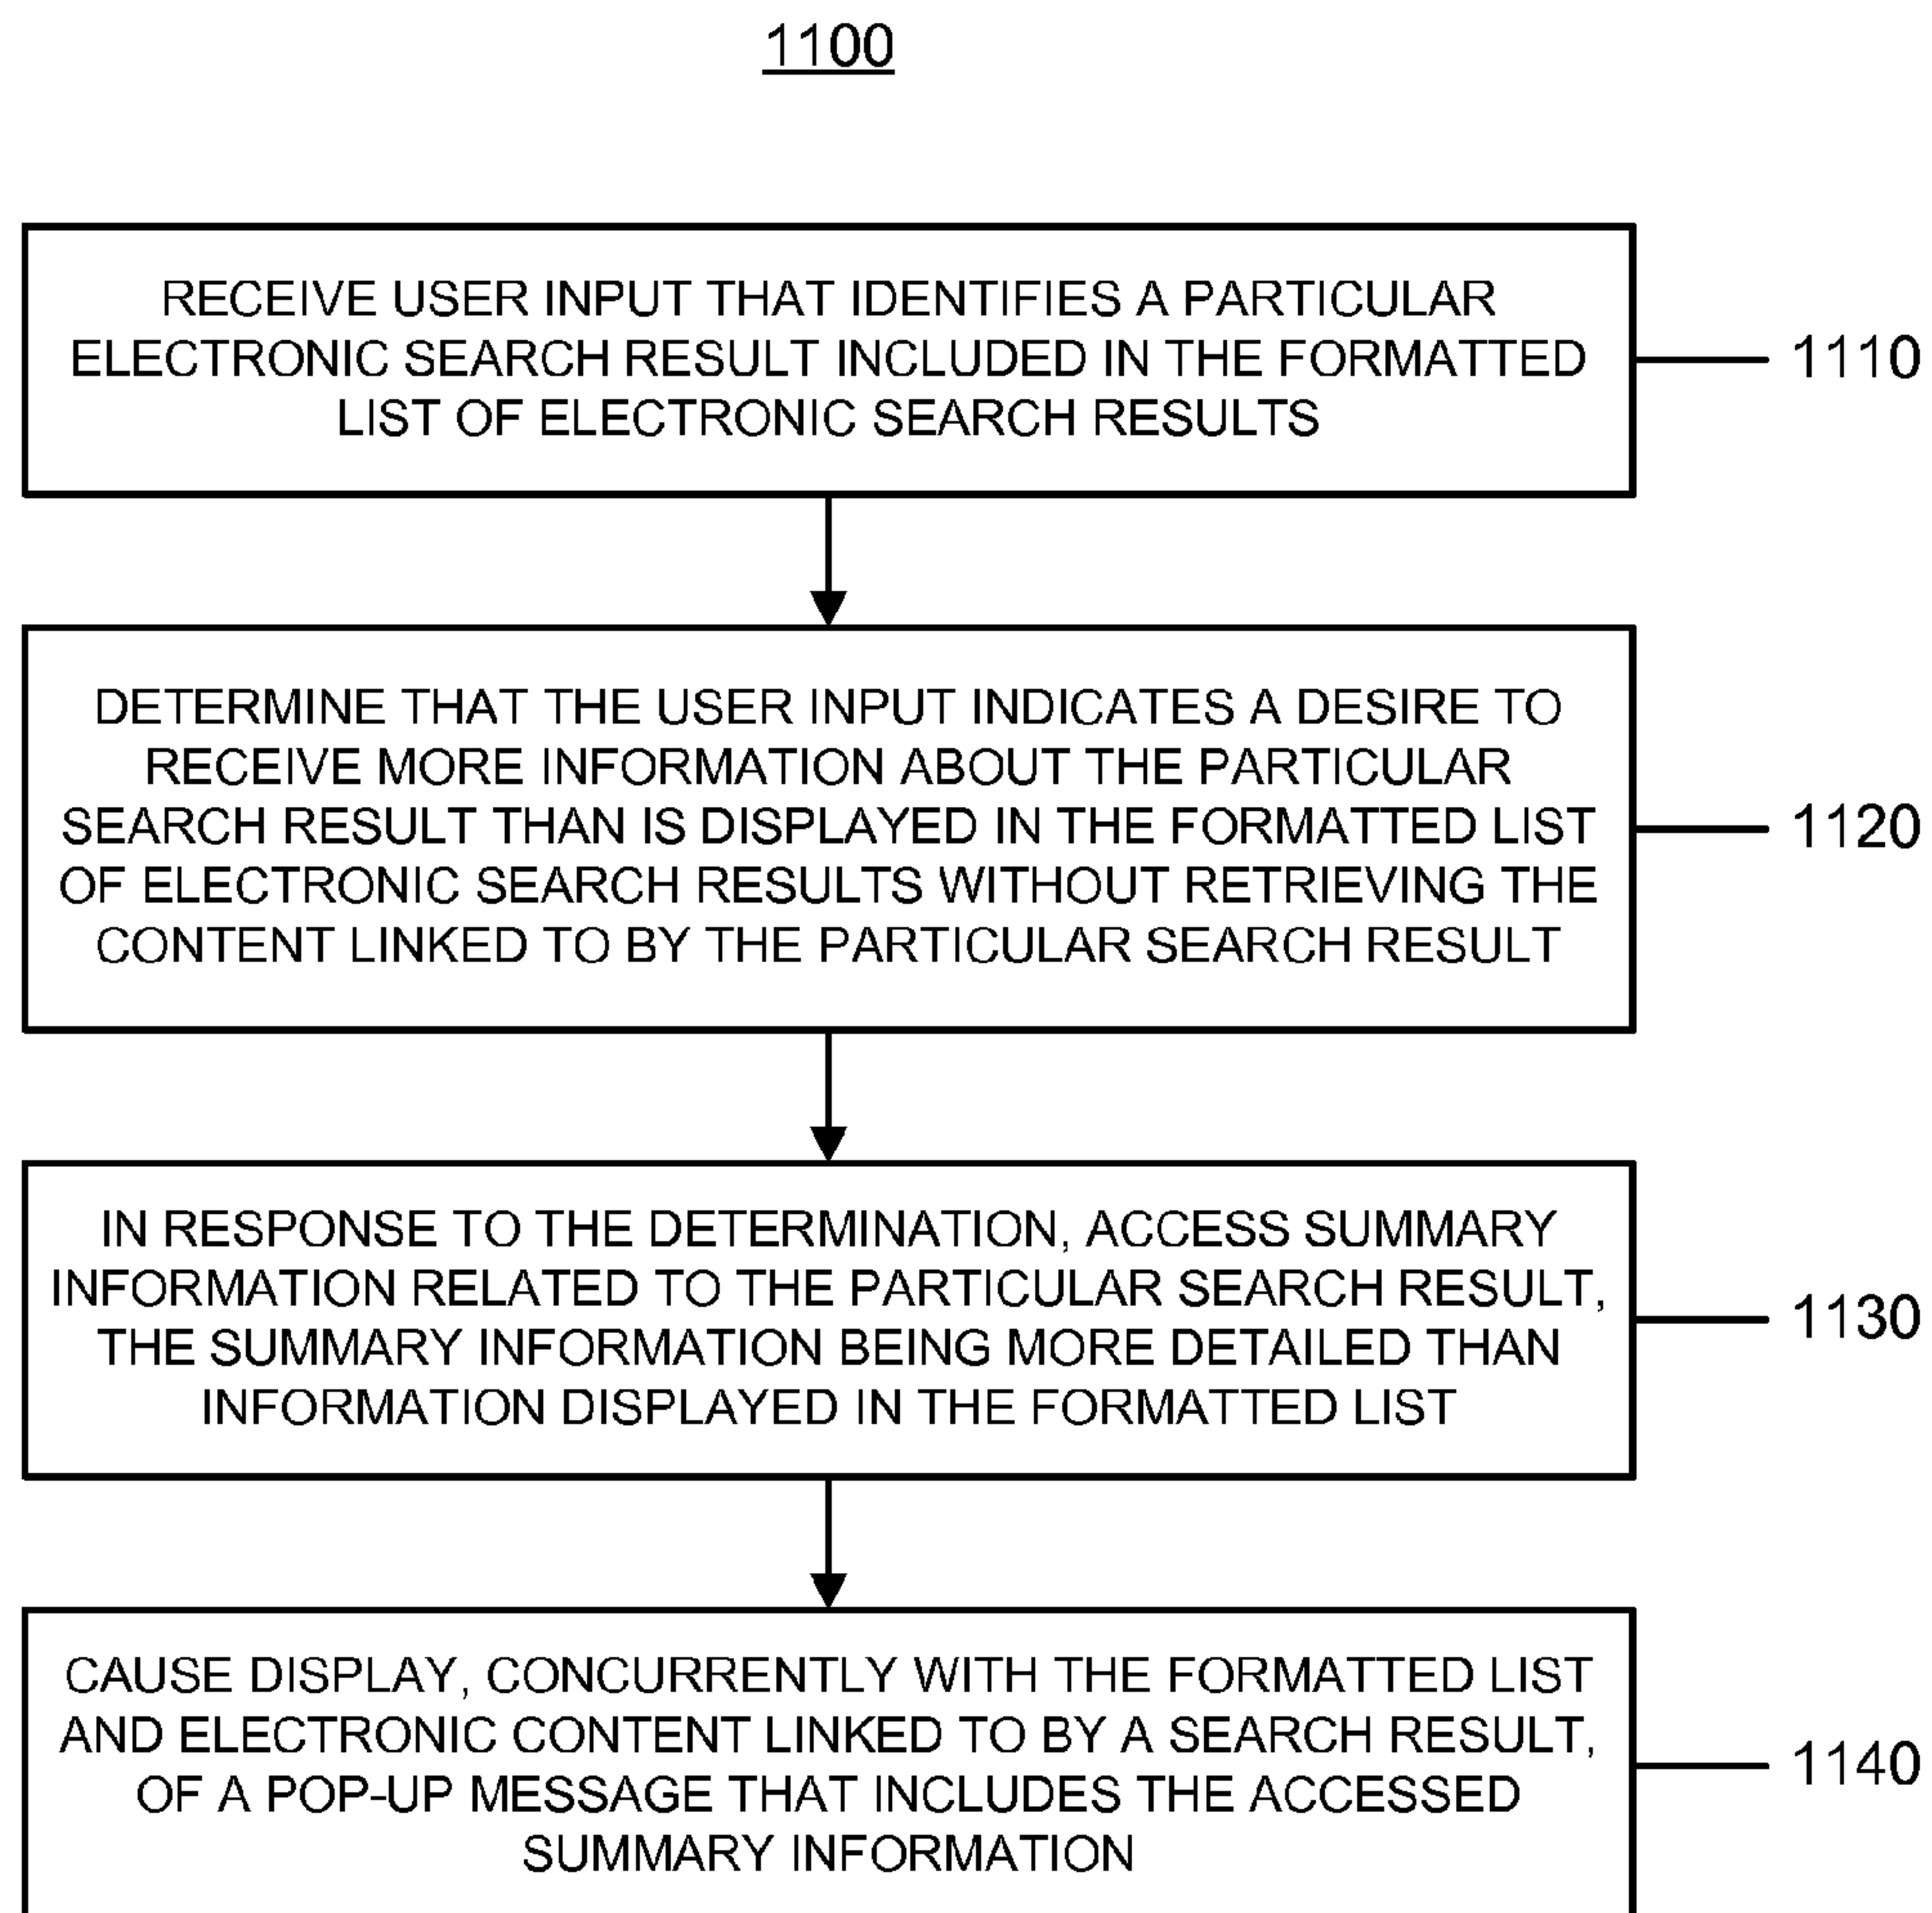 1100
RECEIVE USER INPUT THAT IDENTIFIES A PARTICULAR
ELECTRONIC SEARCH RESULT INCLUDED IN THE FORMATTED
LIST OF ELECTRONIC SEARCH RESULTS
1110
DETERMINE THAT THE USER INPUT INDICATES A DESIRE TO
RECEIVE MORE INFORMATION ABOUT THE PARTICULAR
SEARCH RESULT THAN IS DISPLAYED IN THE FORMATTED LIST
OF ELECTRONIC SEARCH RESULTS WITHOUT RETRIEVING THE
CONTENT LINKED TO BY THE PARTICULAR SEARCH RESULT
1120
IN RESPONSE TO THE DETERMINATION, ACCESS SUMMARY
INFORMATION RELATED TO THE PARTICULAR SEARCH RESULT,
THE SUMMARY INFORMATION BEING MORE DETAILED THAN
INFORMATION DISPLAYED IN THE FORMATTED LIST
1130
CAUSE DISPLAY, CONCURRENTLY WITH THE FORMATTED LIST
AND ELECTRONIC CONTENT LINKED TO BY A SEARCH RESULT,
OF A POP-UP MESSAGE THAT INCLUDES THE ACCESSED
SUMMARY INFORMATION
1140